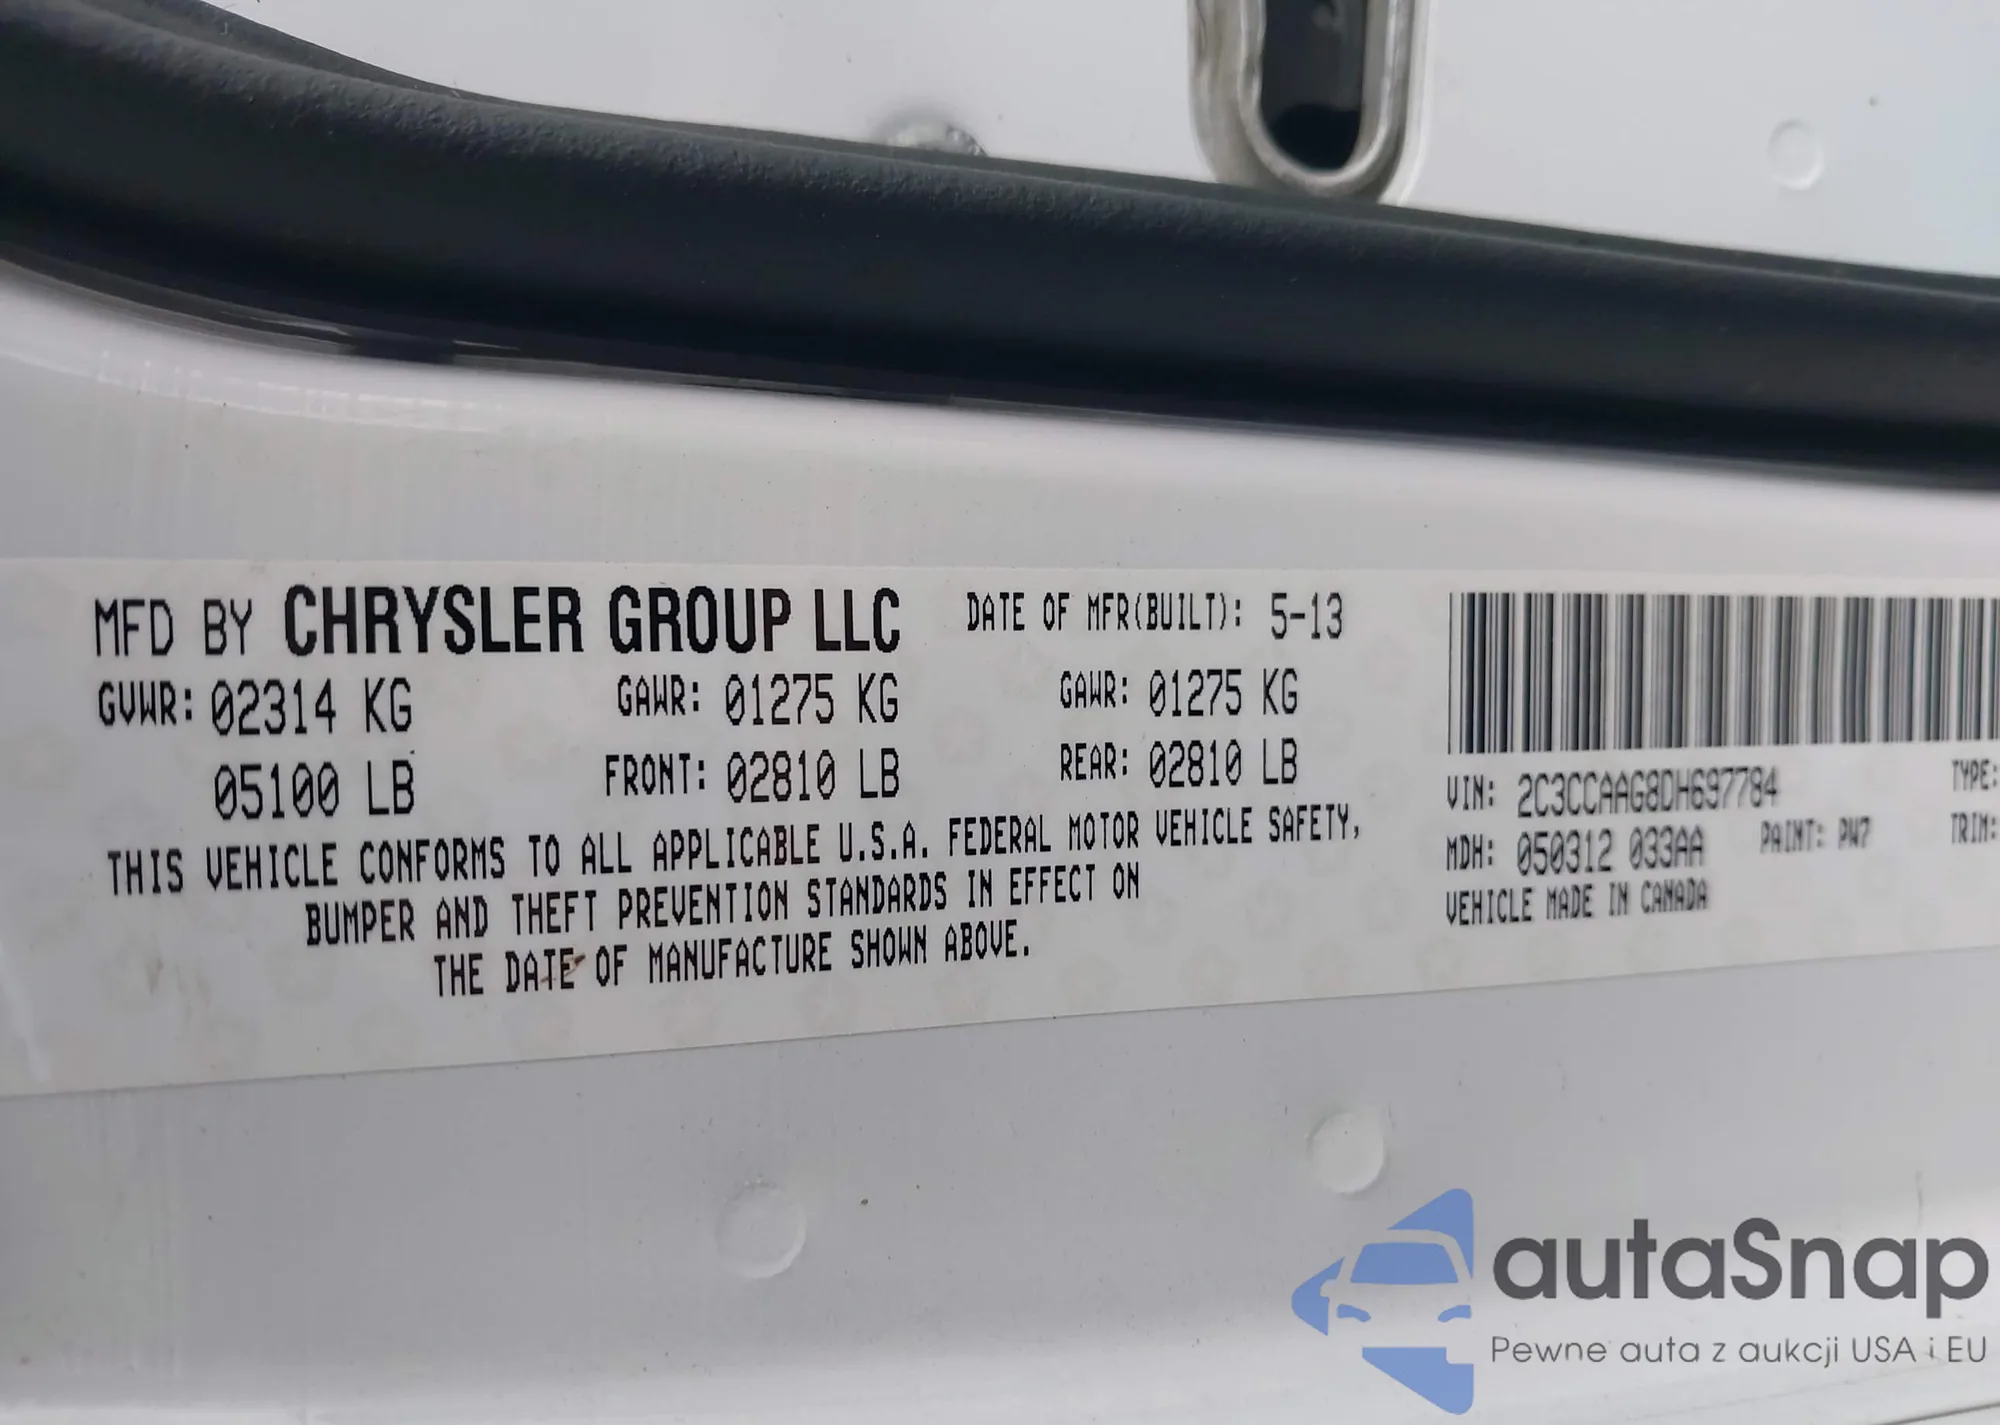 MFD BY CHRYSLER GROUP LLC DATE OF MFR(BUILT): 5-13
GVWR: 02314 KG GAWR: 01275 KG GAWR: 01275 KG
05100 LB FRONT: 02810 LB REAR: 02810 LB
THIS VEHICLE CONFORMS TO ALL APPLICABLE U.S.A. FEDERAL MOTOR VEHICLE SAFETY,
BUMPER AND THEFT PREVENTION STANDARDS IN EFFECT ON
THE DATE OF MANUFACTURE SHOWN ABOVE.
VIN: 2C3CCAAG8DH697784 TYPE:
MDH: 050312 033AA PAINT: PW7 TRIM:
VEHICLE MADE IN CANADA
autaSnap
Pewne auta z aukcji USA i EU